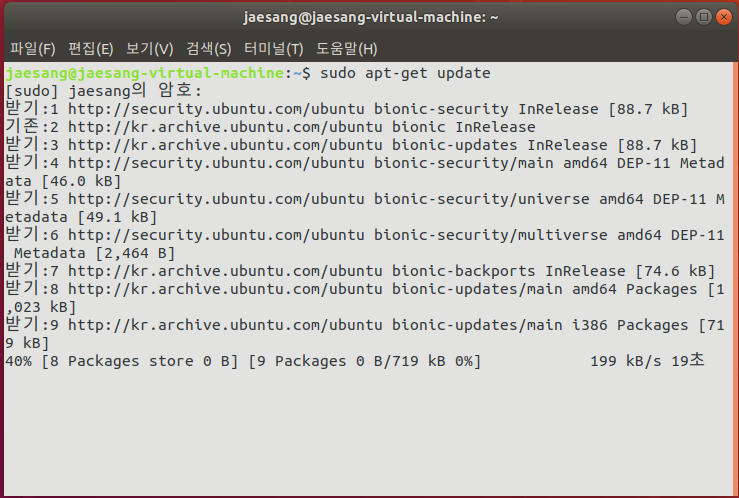 jaesang@jaesang-virtual-machine: ~
파일(F) 편집(E) 보기(V) 검색(S) 터미널(T) 도움말(H)
jaesang@jaesang-virtual-machine:~$ sudo apt-get update
[sudo] jaesang의 암호:
받기:1 http://security.ubuntu.com/ubuntu bionic-security InRelease [88.7 kB]
기존:2 http://kr.archive.ubuntu.com/ubuntu bionic InRelease
받기:3 http://kr.archive.ubuntu.com/ubuntu bionic-updates InRelease [88.7 kB]
받기:4 http://security.ubuntu.com/ubuntu bionic-security/main amd64 DEP-11 Metad
ata [46.0 kB]
받기:5 http://security.ubuntu.com/ubuntu bionic-security/universe amd64 DEP-11 M
etadata [49.1 kB]
받기:6 http://security.ubuntu.com/ubuntu bionic-security/multiverse amd64 DEP-11
 Metadata [2,464 B]
받기:7 http://kr.archive.ubuntu.com/ubuntu bionic-backports InRelease [74.6 kB]
받기:8 http://kr.archive.ubuntu.com/ubuntu bionic-updates/main amd64 Packages [1
,023 kB]
받기:9 http://kr.archive.ubuntu.com/ubuntu bionic-updates/main i386 Packages [71
9 kB]
40% [8 Packages store 0 B] [9 Packages 0 B/719 kB 0%] 199 kB/s 19초